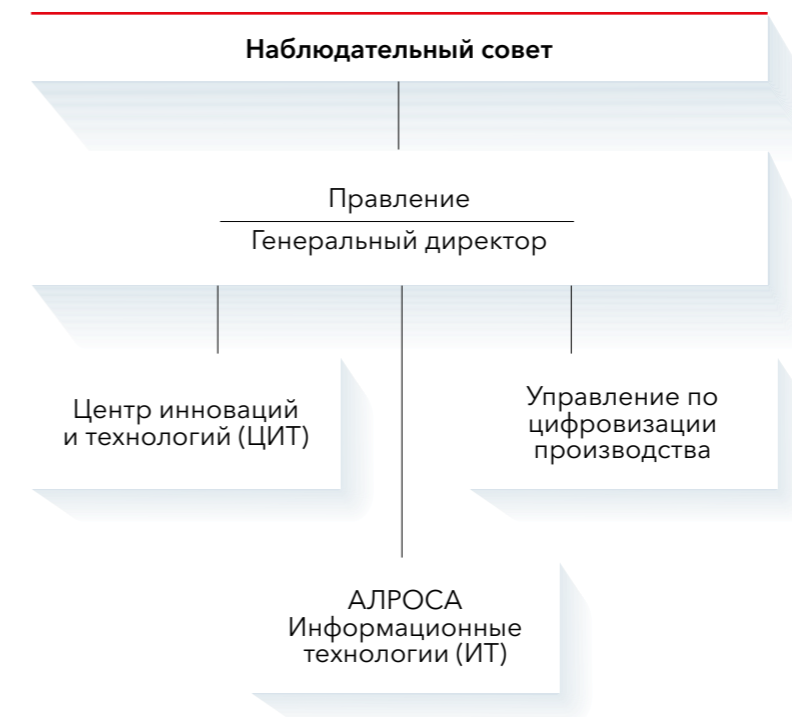 Наблюдательный совет
Правление
Генеральный директор
Центр инноваций
и технологий (ЦИТ)
Управление по
цифровизации
производства
АЛРОСА
Информационные
технологии (ИТ)